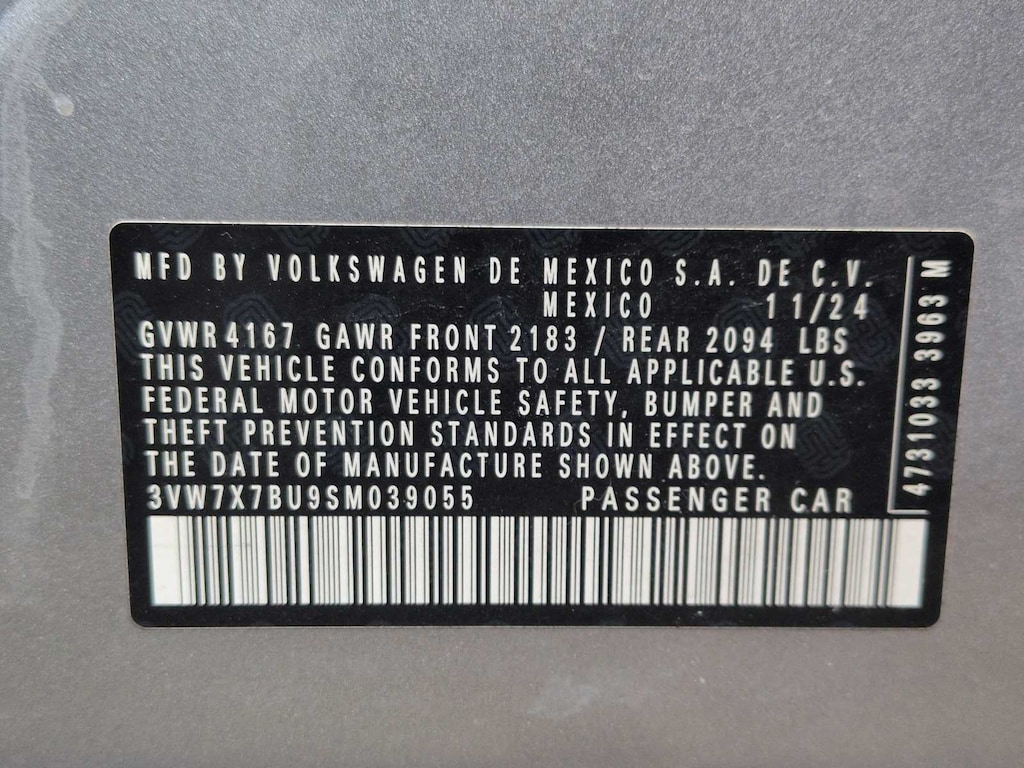 MFD BY VOLKSWAGEN DE MEXICO S.A. DE C.V.
MEXICO 11/24
GVWR 4167 GAWR FRONT 2183 / REAR 2094 LBS
THIS VEHICLE CONFORMS TO ALL APPLICABLE U.S.
FEDERAL MOTOR VEHICLE SAFETY, BUMPER AND
THEFT PREVENTION STANDARDS IN EFFECT ON
THE DATE OF MANUFACTURE SHOWN ABOVE.
3VW7X7BU9SM039055 PASSENGER CAR
4731033 3963 M